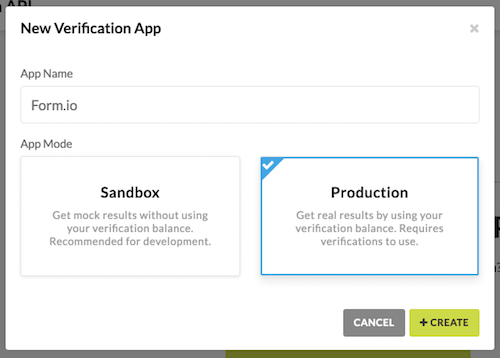 API
New Verification App
×
App Name
Form.io
App Mode
Sandbox
Get mock results without using
your verification balance.
Recommended for development.
Production
Get real results by using your
verification balance. Requires
verifications to use.
CANCEL
+ CREATE